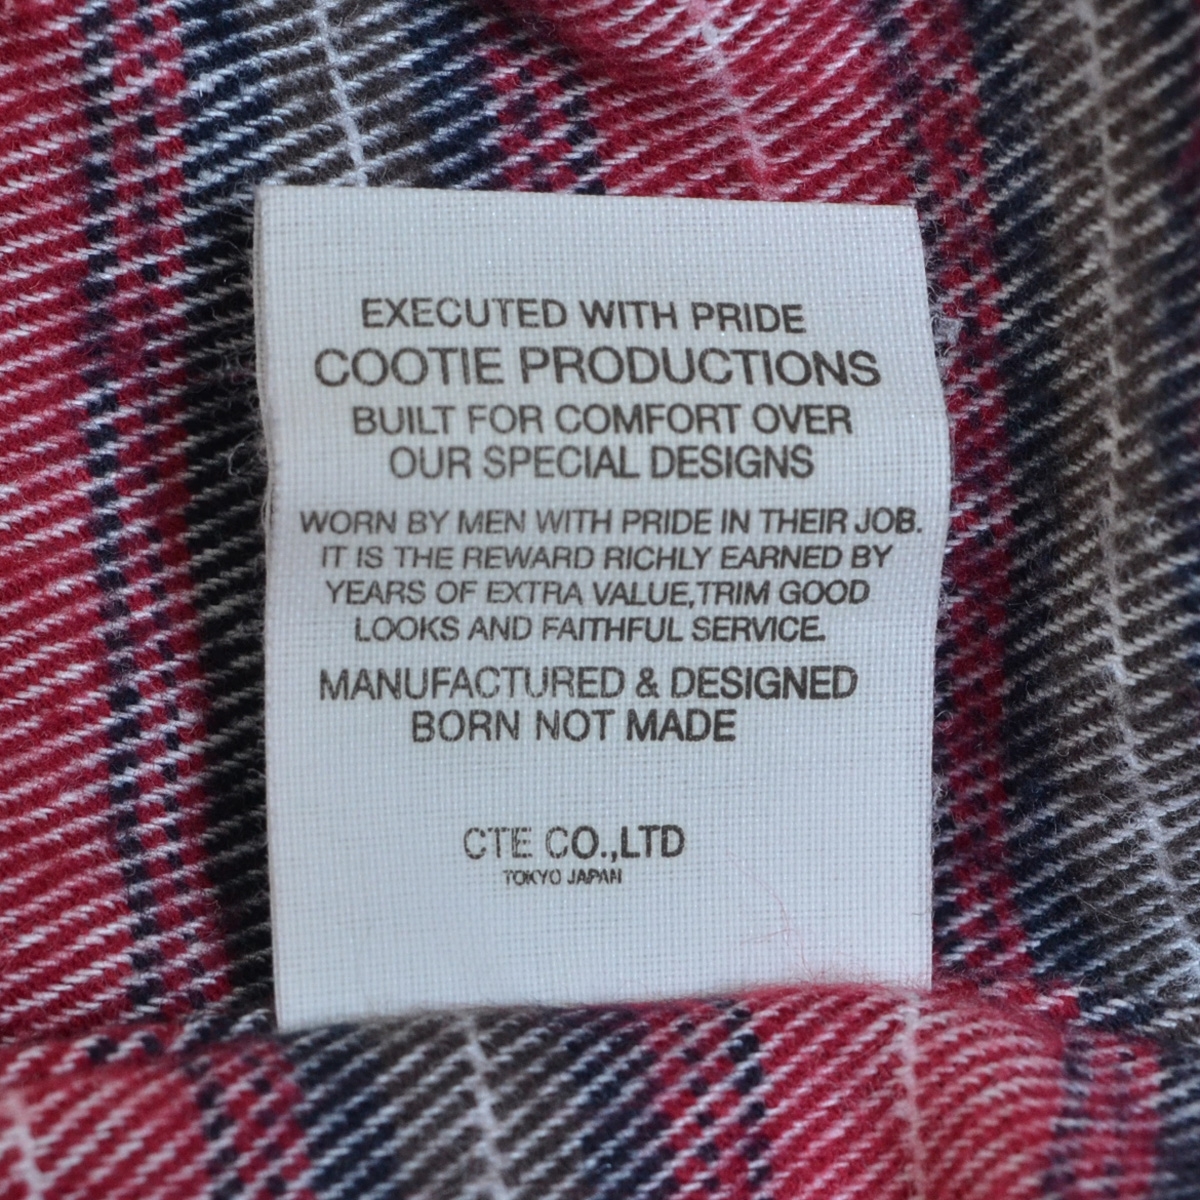 EXECUTED WITH PRIDE
COOTIE PRODUCTIONS
BUILT FOR COMFORT OVER
OUR SPECIAL DESIGNS
WORN BY MEN WITH PRIDE IN THEIR JOB.
IT IS THE REWARD RICHLY EARNED BY
YEARS OF EXTRA VALUE,TRIM GOOD
LOOKS AND FAITHFUL SERVICE.
MANUFACTURED & DESIGNED
BORN NOT MADE
CTE CO.,LTD
TOKYO JAPAN